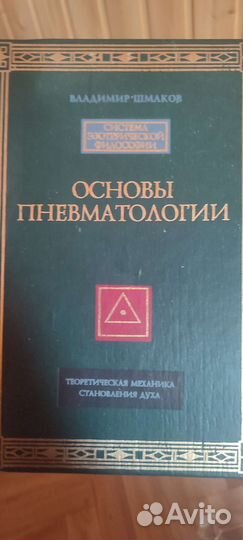 ВЛАДИМИР·ШМАКОВ
СИСТЕМА
ЭЗОТЕРИЧЕСКОЙ
ФИЛОСОФИИ
ОСНОВЫ
ПНЕВМАТОЛОГИИ
ТЕОРЕТИЧЕСКАЯ МЕХАНИКА
СТАНОВЛЕНИЯ ДУХА
Avito